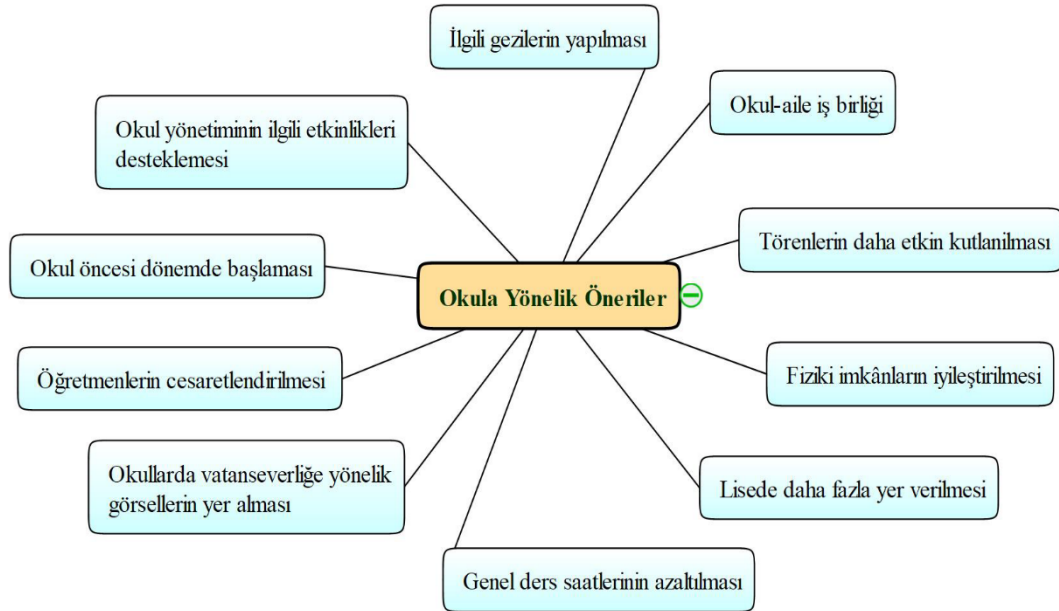 İlgili gezilerin yapılması
Okul-aile iş birliği
Okul yönetiminin ilgili etkinlikleri
desteklemesi
Törenlerin daha etkin kutlanılması
Okul öncesi dönemde başlaması
Okula Yönelik Öneriler
Öğretmenlerin cesaretlendirilmesi
Fiziki imkânların iyileştirilmesi
Okullarda vatanseverliğe yönelik
görsellerin yer alması
Lisede daha fazla yer verilmesi
Genel ders saatlerinin azaltılması